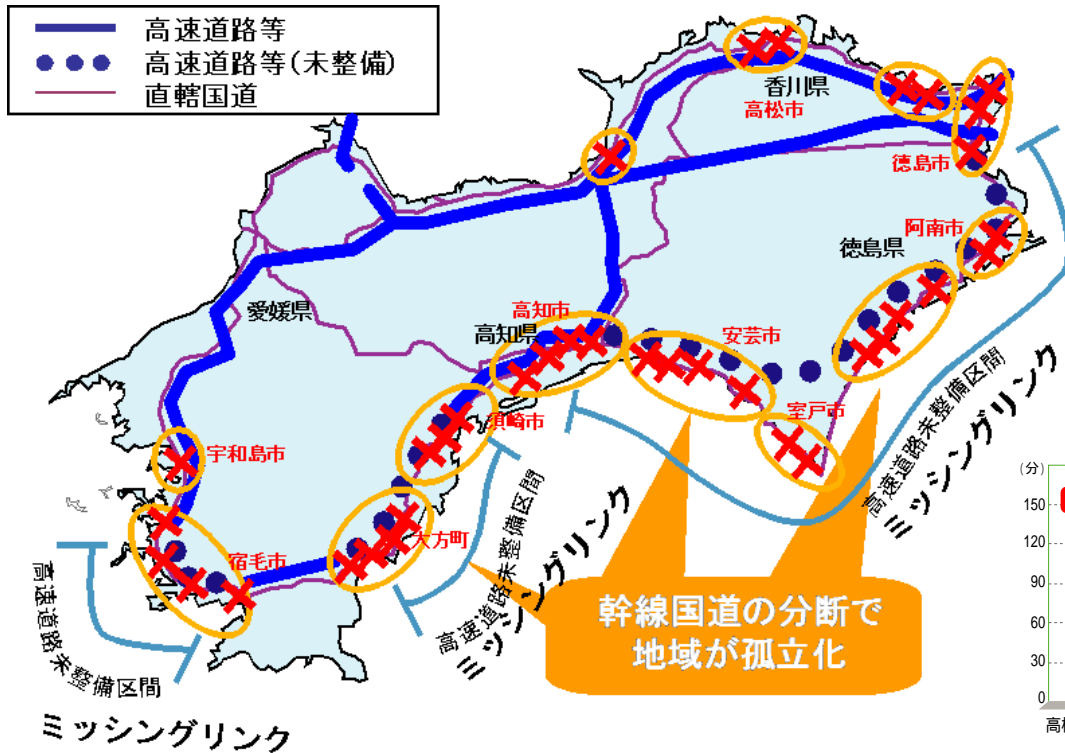 高速道路等
高速道路等(未整備)
直轄国道
香川県
高松市
徳島市
阿南市
徳島県
愛媛県
高知市
高知県
安芸市
室戸市
須崎市
宇和島市
大方町
宿毛市
高速道路未整備区間
ミッシングリンク
高速道路未整備区間
ミッシングリンク
高速道路未整備区間
ミッシングリンク
幹線国道の分断で
地域が孤立化
(分)
150
120
90
60
30
0